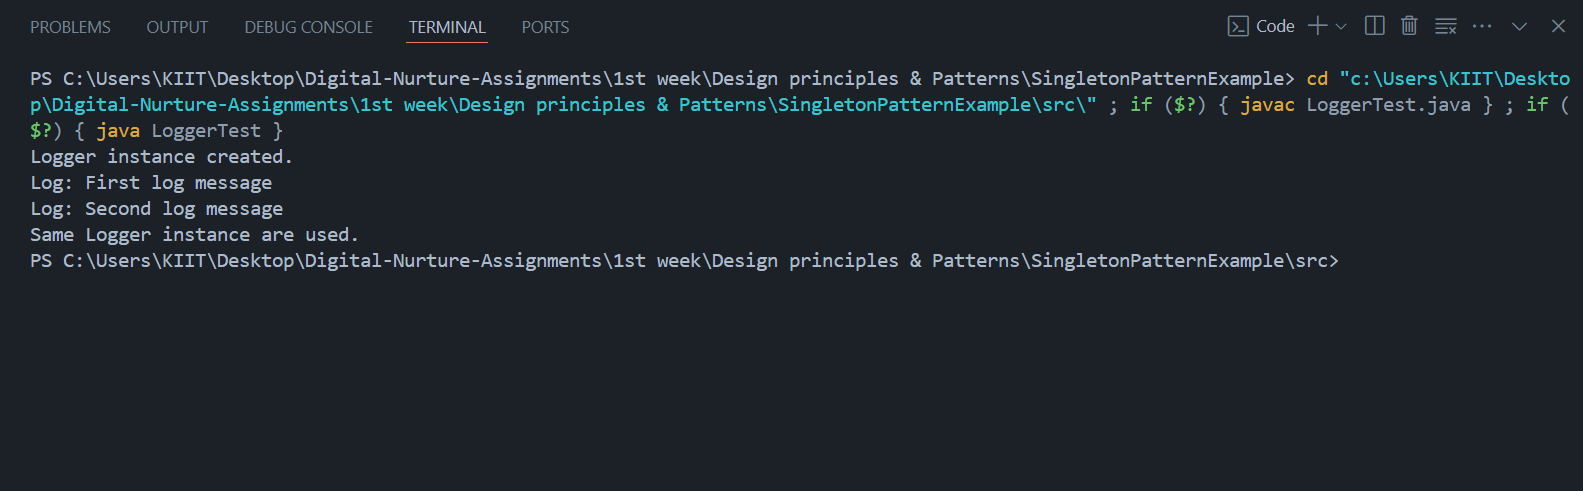 PROBLEMS OUTPUT DEBUG CONSOLE TERMINAL PORTS Code
PS C:\Users\KIIT\Desktop\Digital-Nurture-Assignments\1st week\Design principles & Patterns\SingletonPatternExample> cd "c:\Users\KIIT\Deskto
p\Digital-Nurture-Assignments\1st week\Design principles & Patterns\SingletonPatternExample\src\" ; if ($?) { javac LoggerTest.java } ; if (
$?) { java LoggerTest }
Logger instance created.
Log: First log message
Log: Second log message
Same Logger instance are used.
PS C:\Users\KIIT\Desktop\Digital-Nurture-Assignments\1st week\Design principles & Patterns\SingletonPatternExample\src>